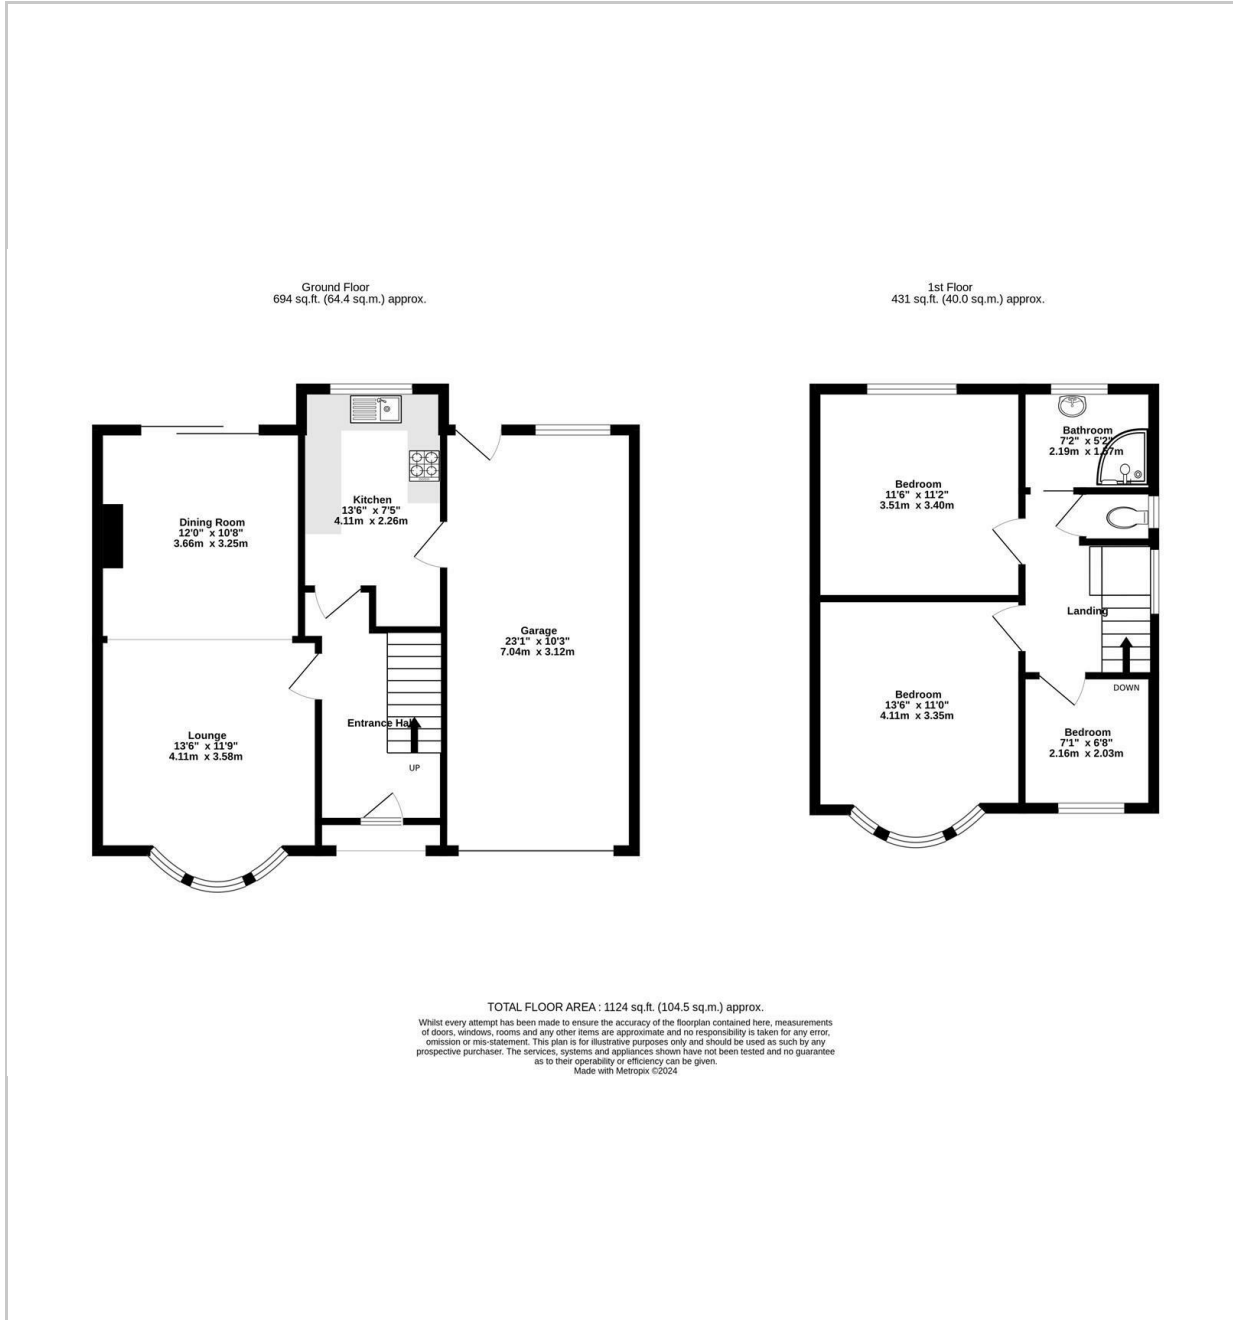 Ground Floor
694 sq.ft. (64.4 sq.m.) approx.
1st Floor
431 sq.ft. (40.0 sq.m.) approx.
Kitchen
13'6" x 7'5"
4.11m x 2.26m
Dining Room
12'0" x 10'8"
3.66m x 3.25m
Garage
23'1" x 10'3"
7.04m x 3.12m
Entrance Hall
Lounge
13'6" x 11'9"
4.11m x 3.58m
UP
Bathroom
7'2" x 5'2"
2.19m x 1.57m
Bedroom
11'6" x 11'2"
3.51m x 3.40m
Landing
Bedroom
13'6" x 11'0"
4.11m x 3.35m
DOWN
Bedroom
7'1" x 6'8"
2.16m x 2.03m
TOTAL FLOOR AREA : 1124 sq.ft. (104.5 sq.m.) approx.
Whilst every attempt has been made to ensure the accuracy of the floorplan contained here, measurements
of doors, windows, rooms and any other items are approximate and no responsibility is taken for any error,
omission or mis-statement. This plan is for illustrative purposes only and should be used as such by any
prospective purchaser. The services, systems and appliances shown have not been tested and no guarantee
as to their operability or efficiency can be given.
Made with Metropix ©2024